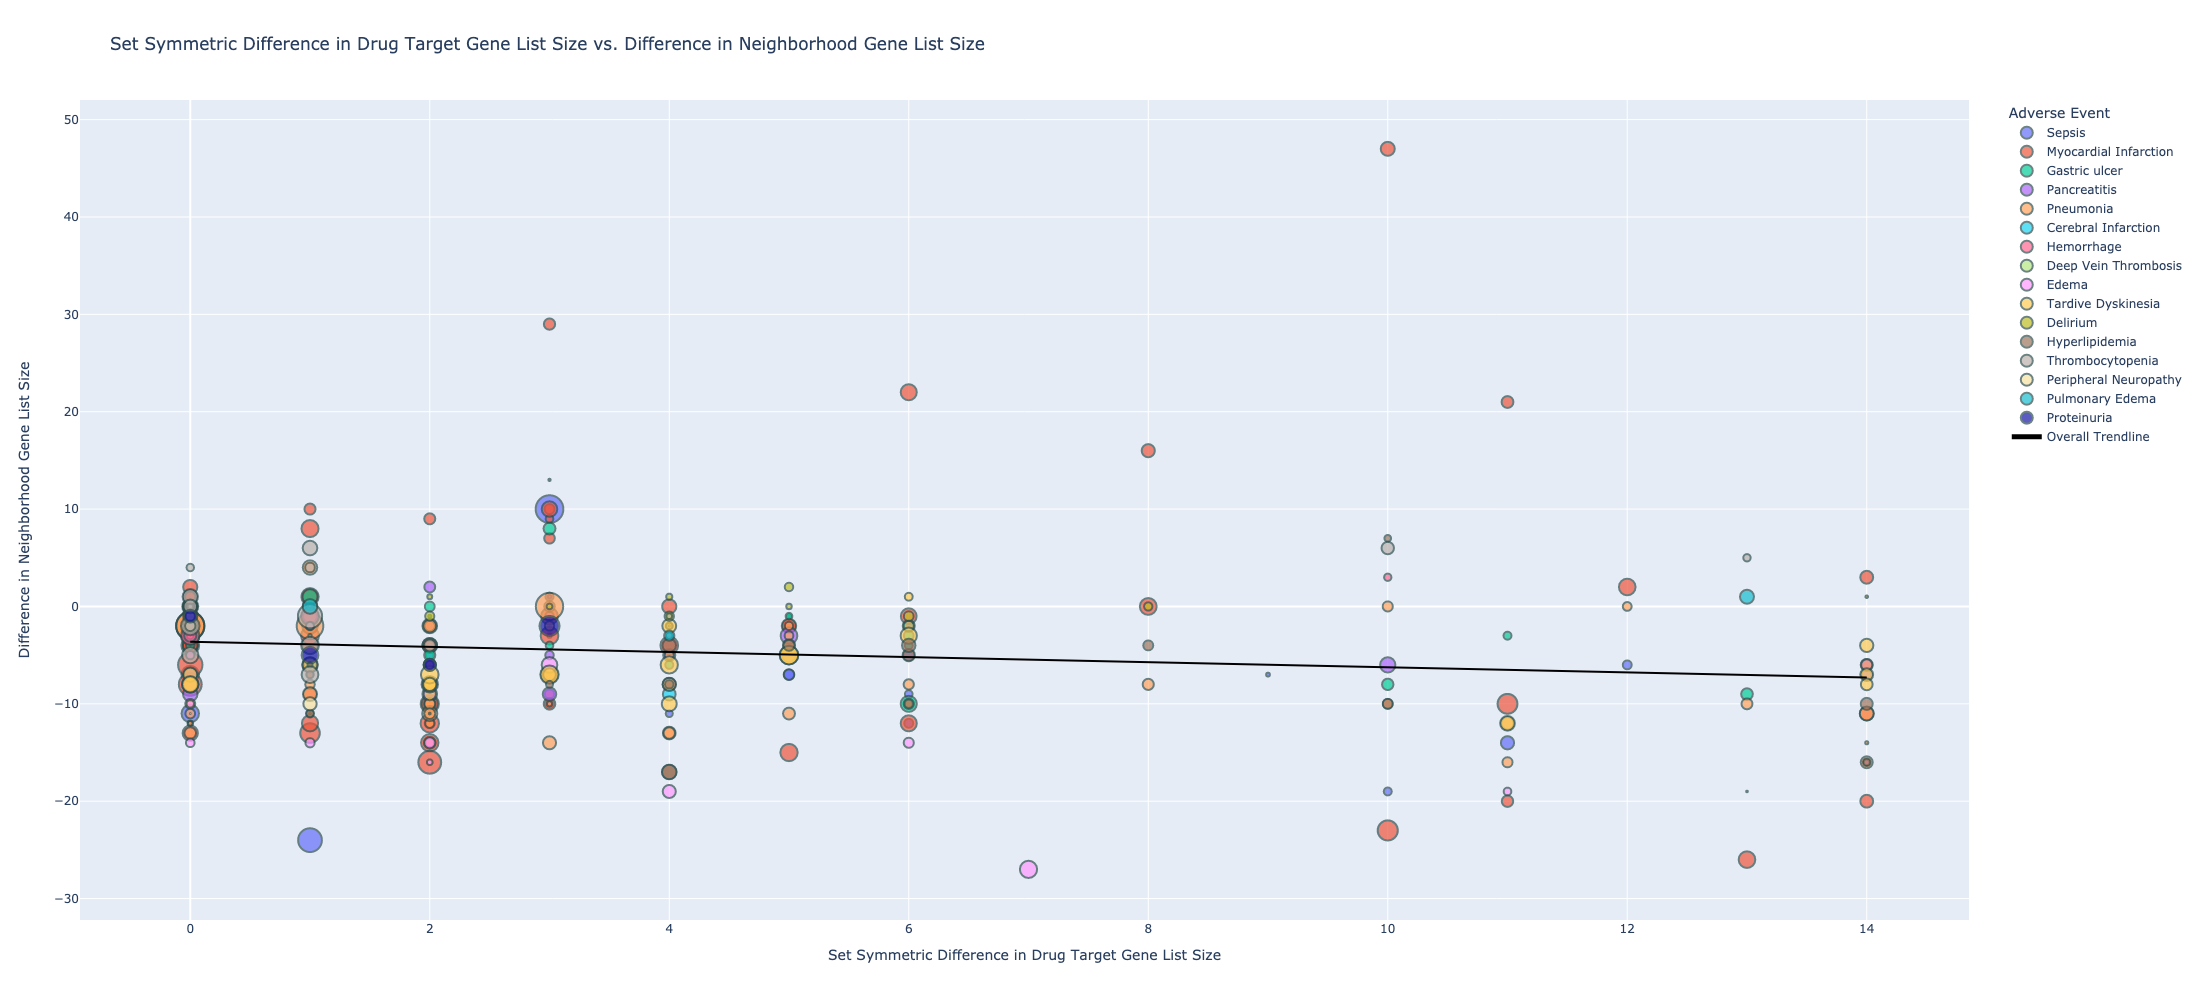 Set Symmetric Difference in Drug Target Gene List Size vs. Difference in Neighborhood Gene List Size
Difference in Neighborhood Gene List Size
50
40
30
20
10
0
−10
−20
−30
0
2
4
6
8
10
12
14
Set Symmetric Difference in Drug Target Gene List Size
Adverse Event
Sepsis
Myocardial Infarction
Gastric ulcer
Pancreatitis
Pneumonia
Cerebral Infarction
Hemorrhage
Deep Vein Thrombosis
Edema
Tardive Dyskinesia
Delirium
Hyperlipidemia
Thrombocytopenia
Peripheral Neuropathy
Pulmonary Edema
Proteinuria
Overall Trendline